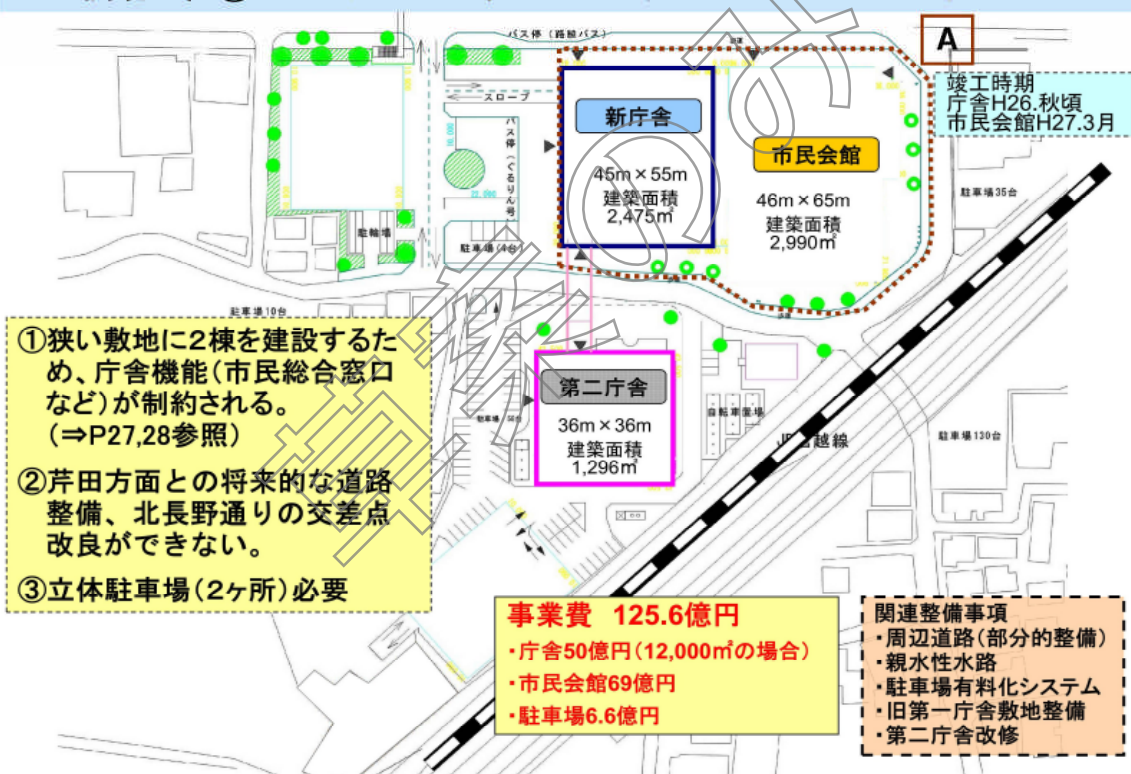 バス停(路線バス)
A
竣工時期
庁舎H26.秋頃
市民会館H27.3月
スロープ
新庁舎
45m×55m
建築面積
2,475㎡
市民会館
46m×65m
建築面積
2,990㎡
バス停(ぐるりん号)
22.000
駐輪場
駐車場(4台)
駐車場35台
駐車場10台
①狭い敷地に2棟を建設するた
め、庁舎機能(市民総合窓口
など)が制約される。
(⇒P27,28参照)
②芹田方面との将来的な道路
整備、北長野通りの交差点
改良ができない。
③立体駐車場(2ヶ所)必要
第二庁舎
36m×36m
建築面積
1,296㎡
自転車置場
駐車場130台
事業費 125.6億円
・庁舎50億円(12,000㎡の場合)
・市民会館69億円
・駐車場6.6億円
関連整備事項
・周辺道路(部分的整備)
・親水性水路
・駐車場有料化システム
・旧第一庁舎敷地整備
・第二庁舎改修